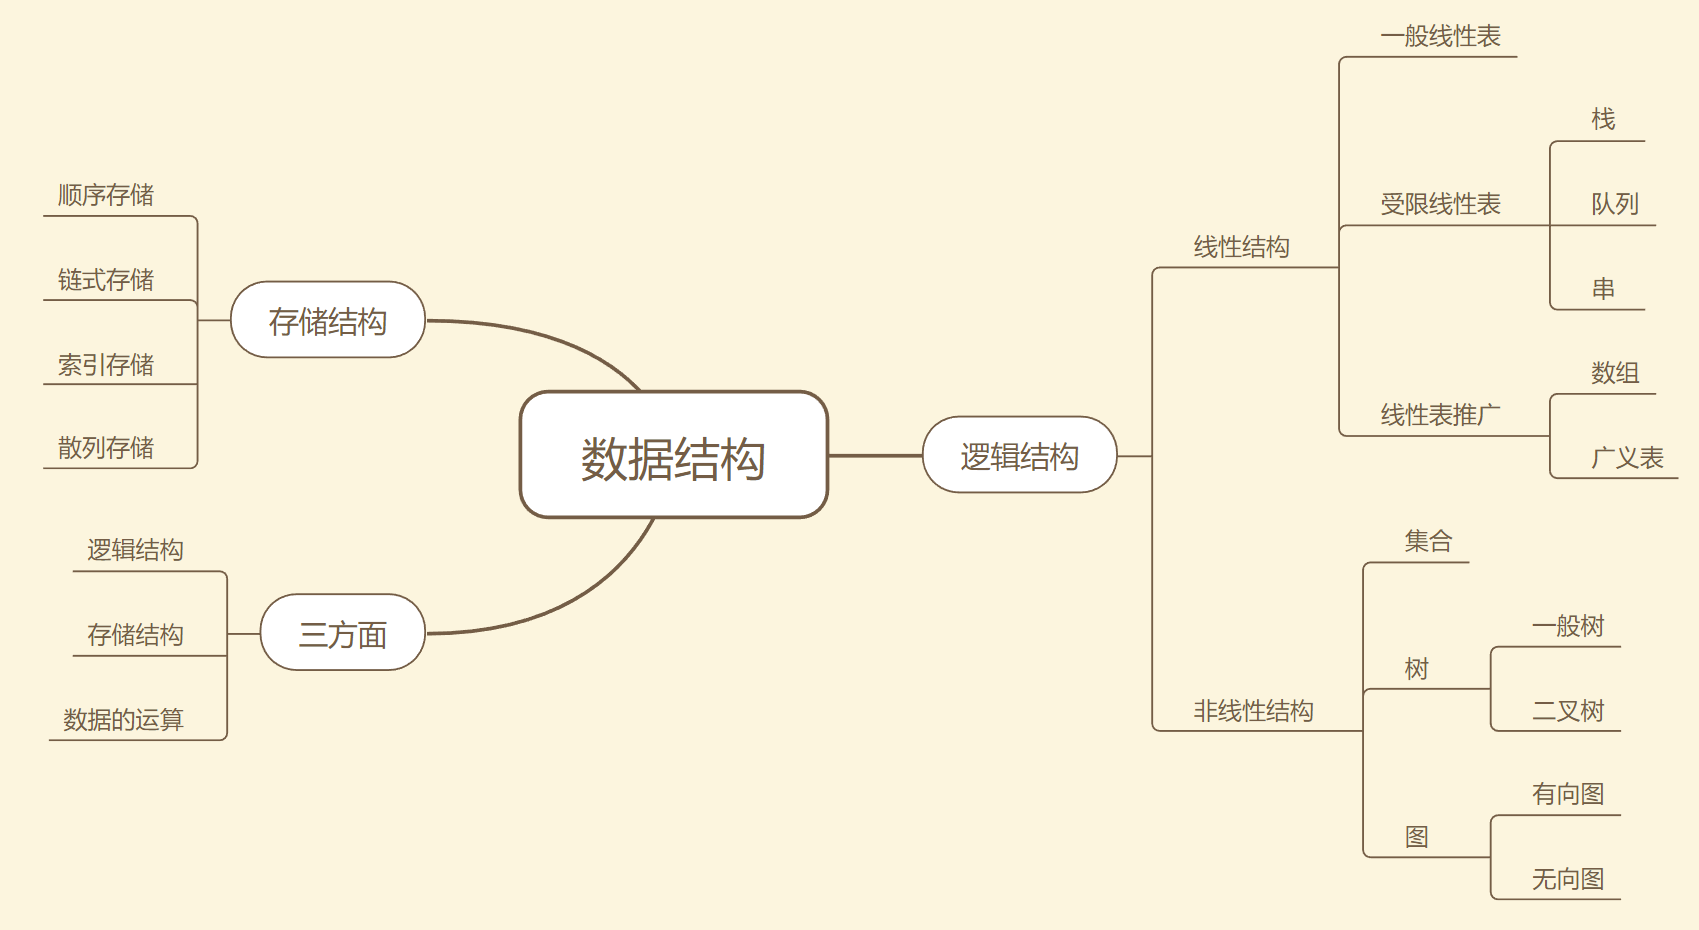 数据结构
存储结构
顺序存储
链式存储
索引存储
散列存储
三方面
逻辑结构
存储结构
数据的运算
逻辑结构
线性结构
一般线性表
受限线性表
栈
队列
串
线性表推广
数组
广义表
非线性结构
集合
树
一般树
二叉树
图
有向图
无向图